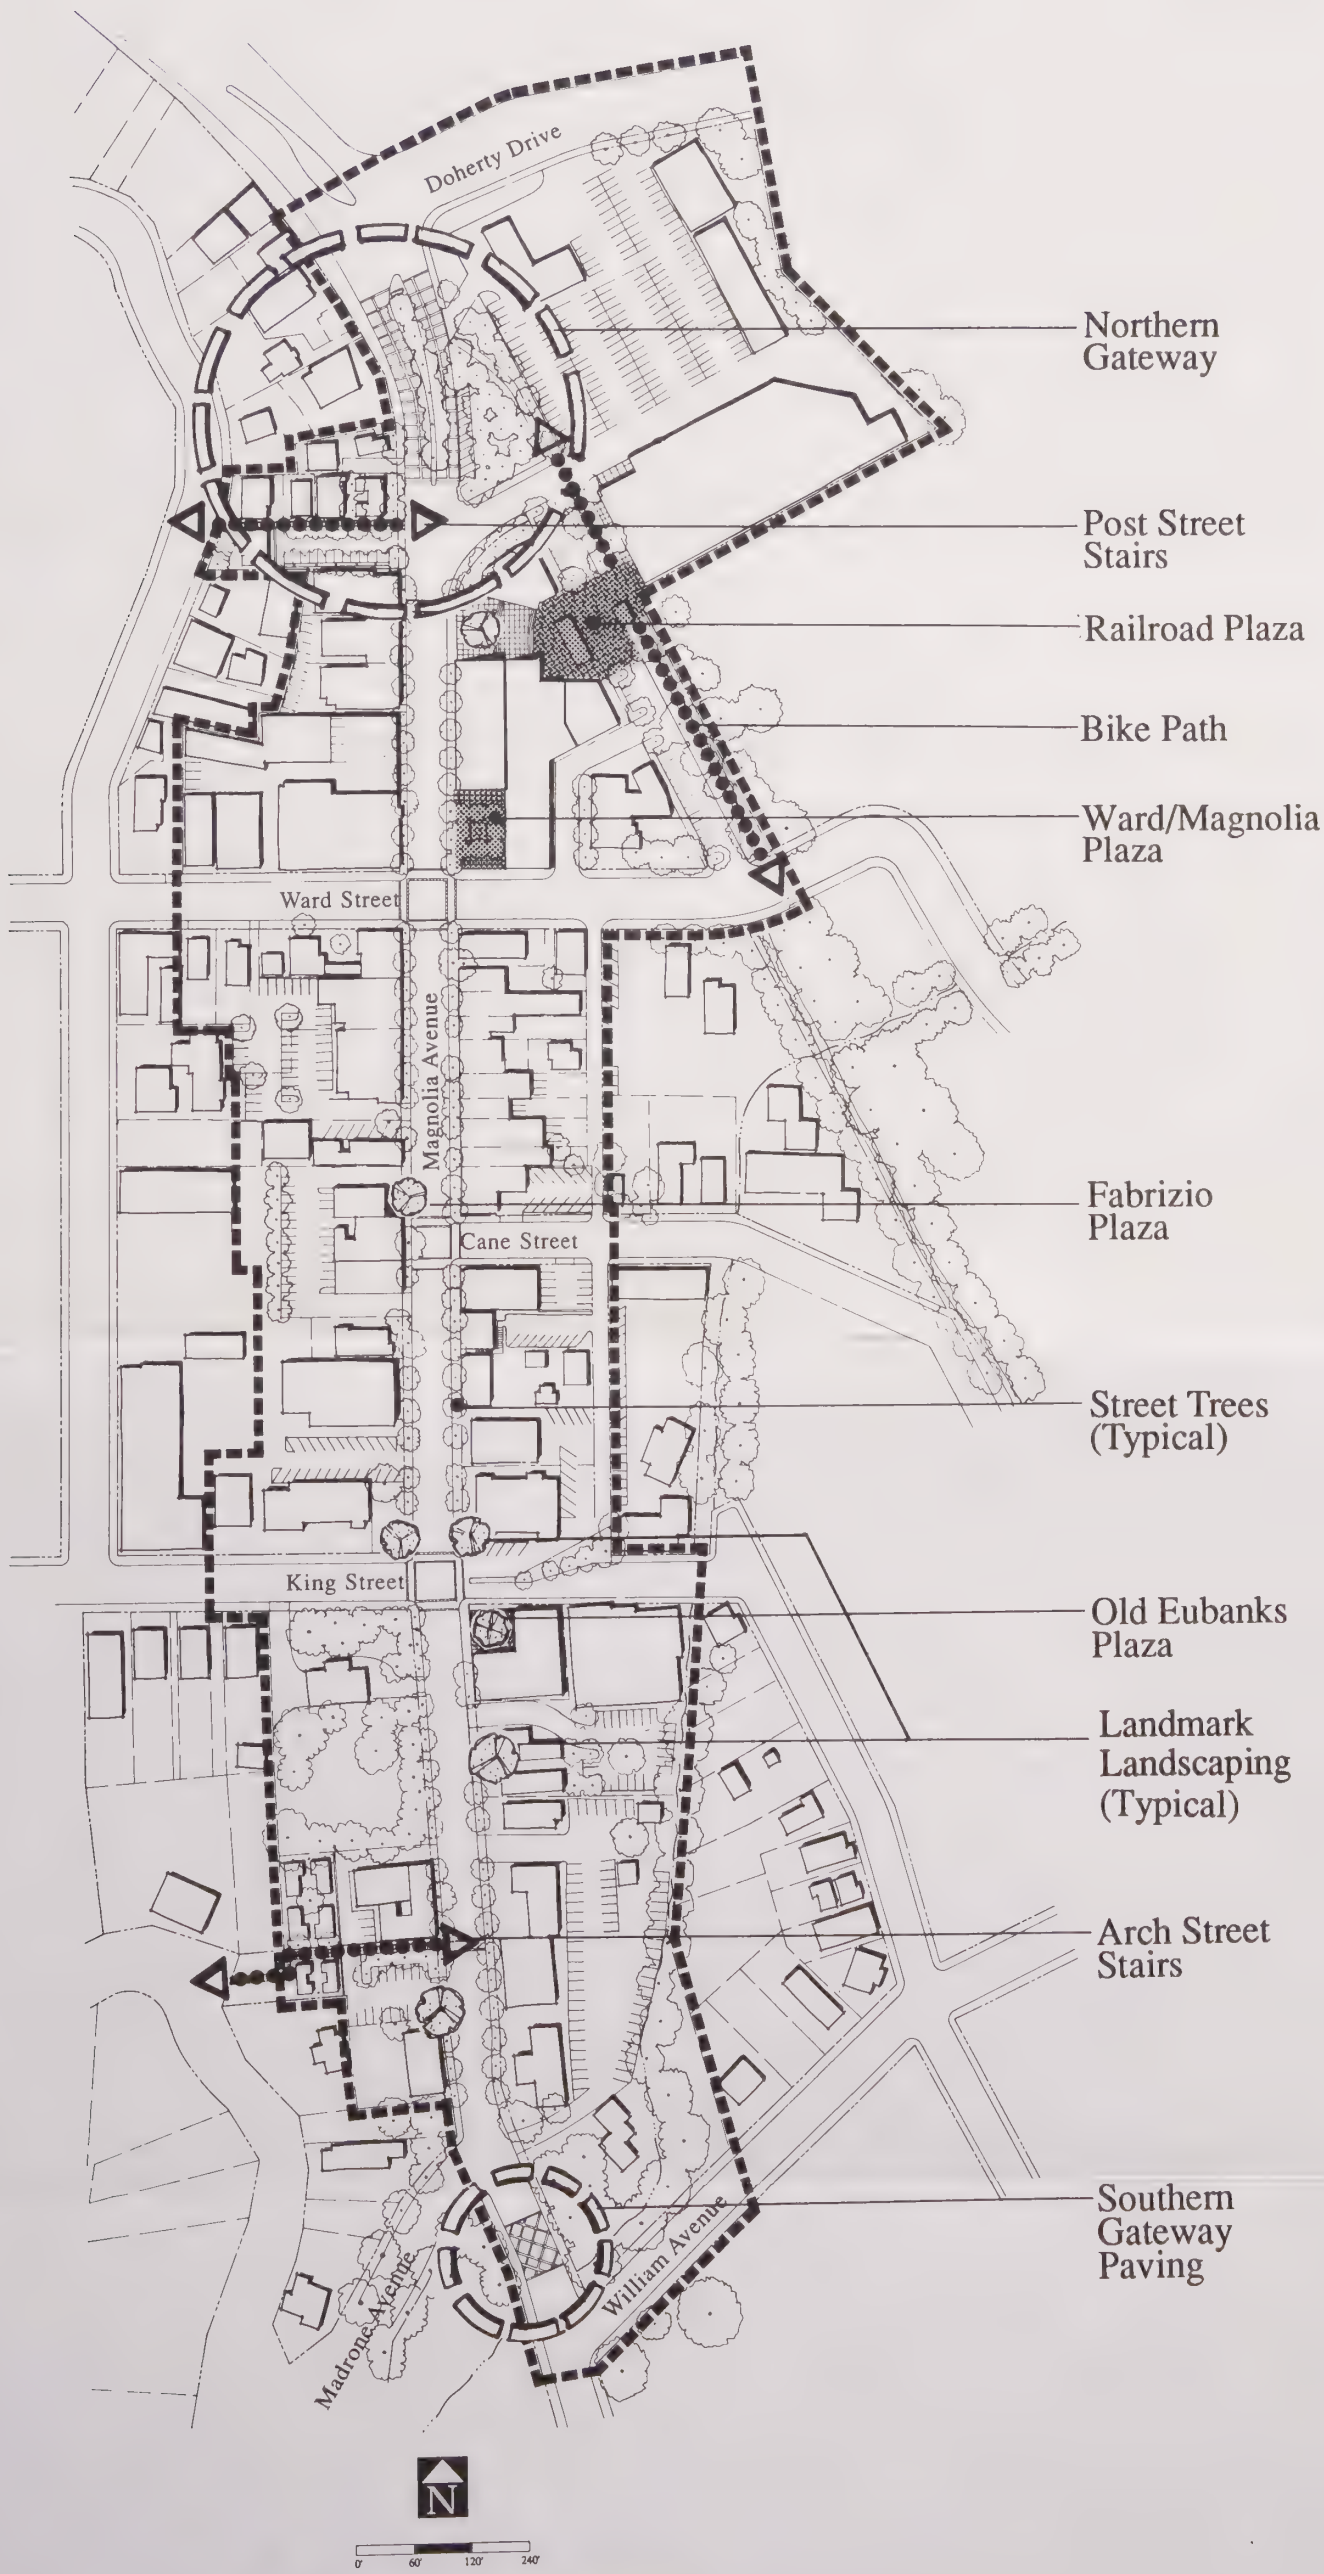 Doherty Drive
Northern
Gateway
Post Street
Stairs
Railroad Plaza
Bike Path
Ward/Magnolia
Plaza
Ward Street
Magnolia Avenue
Fabrizio
Plaza
Cane Street
Street Trees
(Typical)
King Street
Old Eubanks
Plaza
Landmark
Landscaping
(Typical)
Arch Street
Stairs
Southern
Gateway
Paving
William Avenue
Madrone Avenue
N
0' 60' 120' 240'